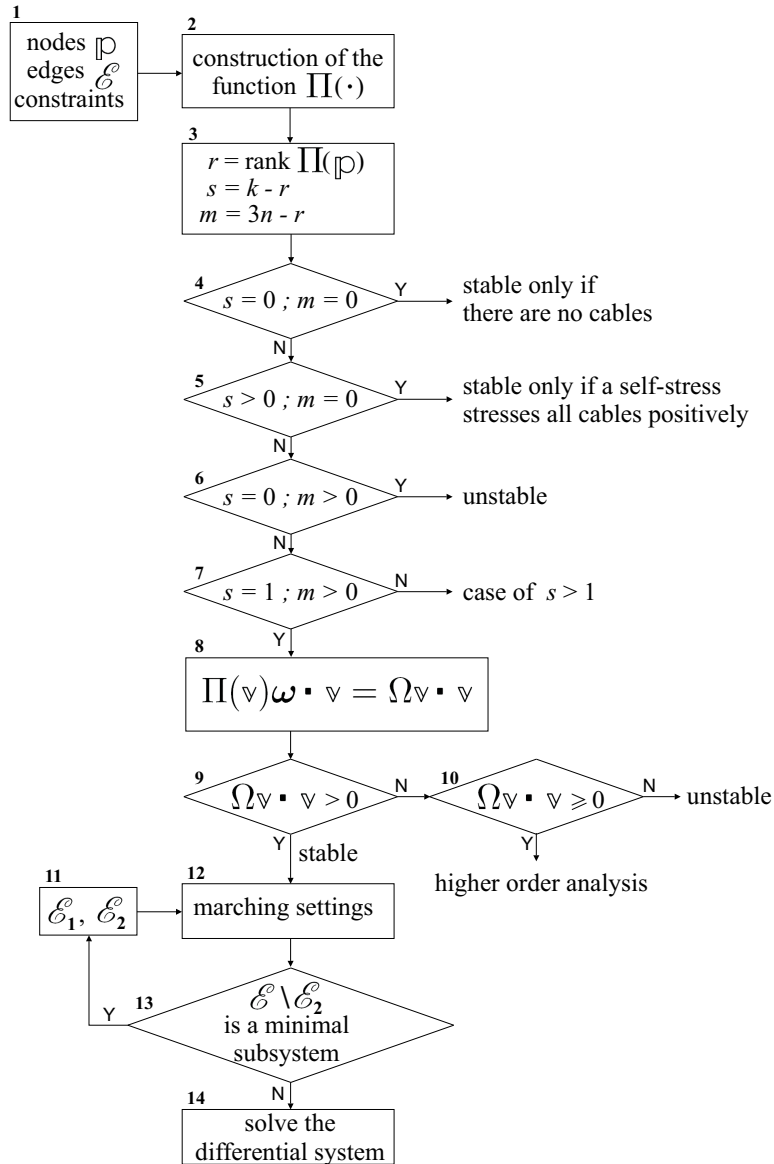 1
nodes 𝕡
edges ℰ
constraints
2
construction of the
function Π(·)
3
r = rank Π(𝕡)
s = k - r
m = 3n - r
4
s = 0 ; m = 0
Y
stable only if
there are no cables
N
5
s > 0 ; m = 0
Y
stable only if a self-stress
stresses all cables positively
N
6
s = 0 ; m > 0
Y
unstable
N
7
s = 1 ; m > 0
N
case of s > 1
Y
8
Π(𝕧)ω ▪ 𝕧 = Ω𝕧 ▪ 𝕧
9
Ω𝕧 ▪ 𝕧 > 0
N
10
Ω𝕧 ▪ 𝕧 ⩾ 0
N
unstable
Y
stable
Y
higher order analysis
11
ℰ₁, ℰ₂
12
marching settings
13
Y
ℰ \ ℰ₂
is a minimal
subsystem
N
14
solve the
differential system